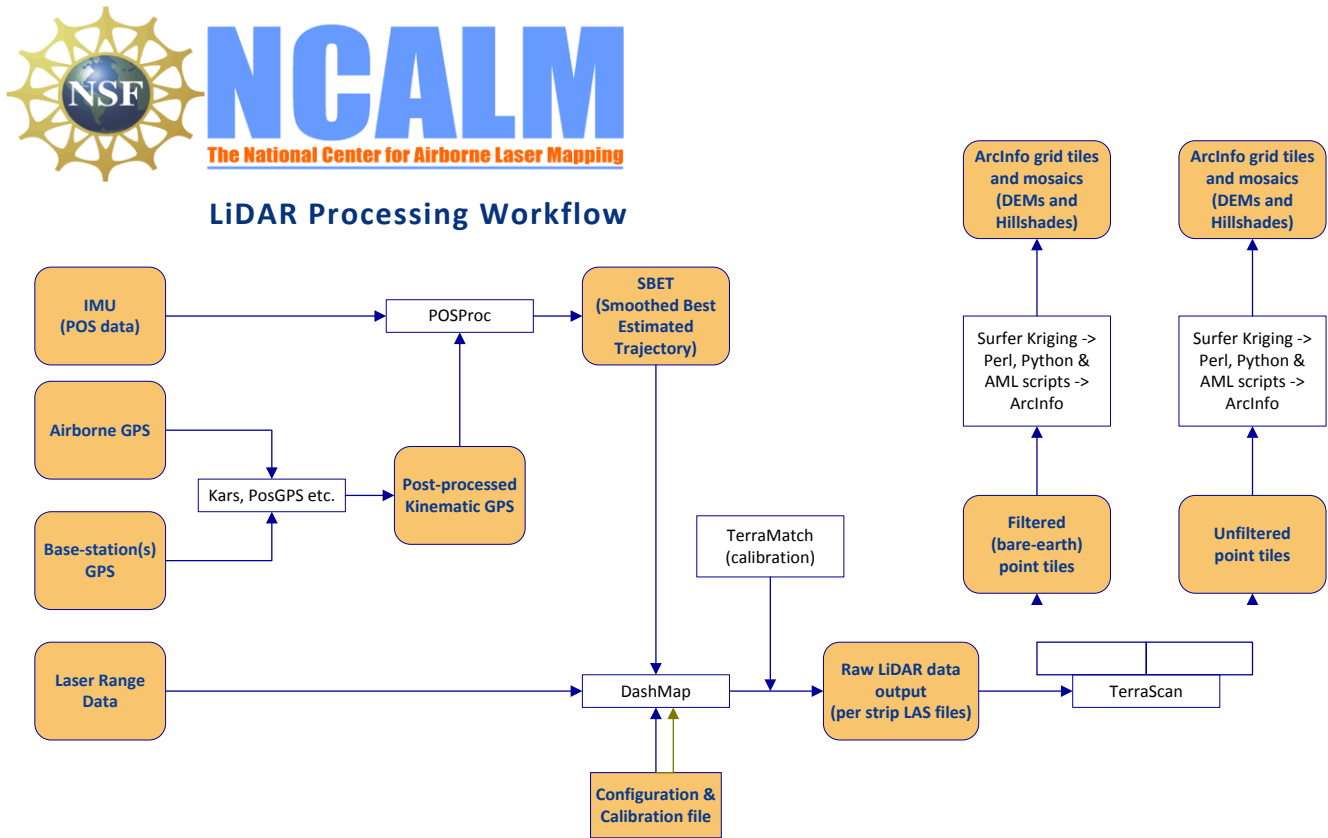 NSF
NCALM
The National Center for Airborne Laser Mapping
LiDAR Processing Workflow
IMU
(POS data)
POSProc
SBET
(Smoothed Best
Estimated
Trajectory)
Airborne GPS
Kars, PosGPS etc.
Post-processed
Kinematic GPS
Base-station(s)
GPS
Laser Range
Data
DashMap
Configuration &
Calibration file
TerraMatch
(calibration)
Raw LiDAR data
output
(per strip LAS files)
TerraScan
Filtered
(bare-earth)
point tiles
Surfer Kriging ->
Perl, Python &
AML scripts ->
ArcInfo
ArcInfo grid tiles
and mosaics
(DEMs and
Hillshades)
Unfiltered
point tiles
Surfer Kriging ->
Perl, Python &
AML scripts ->
ArcInfo
ArcInfo grid tiles
and mosaics
(DEMs and
Hillshades)